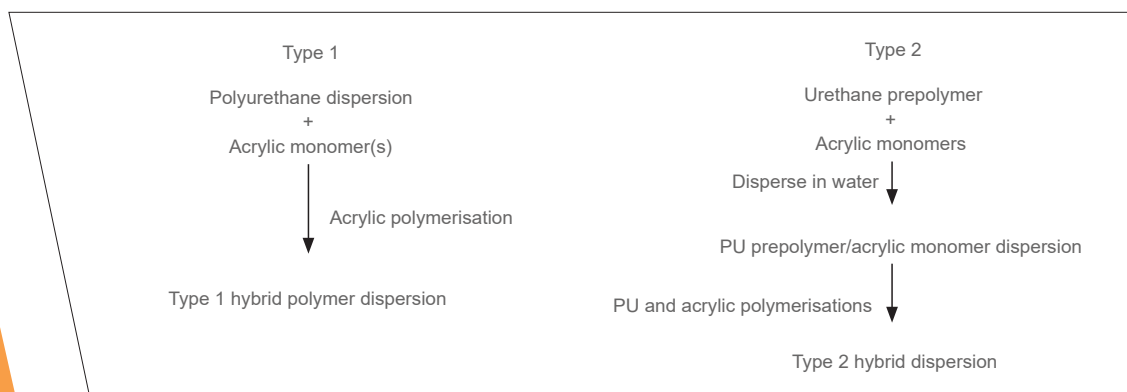 Type 1
Polyurethane dispersion
+
Acrylic monomer(s)
Acrylic polymerisation
Type 1 hybrid polymer dispersion
Type 2
Urethane prepolymer
+
Acrylic monomers
Disperse in water
PU prepolymer/acrylic monomer dispersion
PU and acrylic polymerisations
Type 2 hybrid dispersion